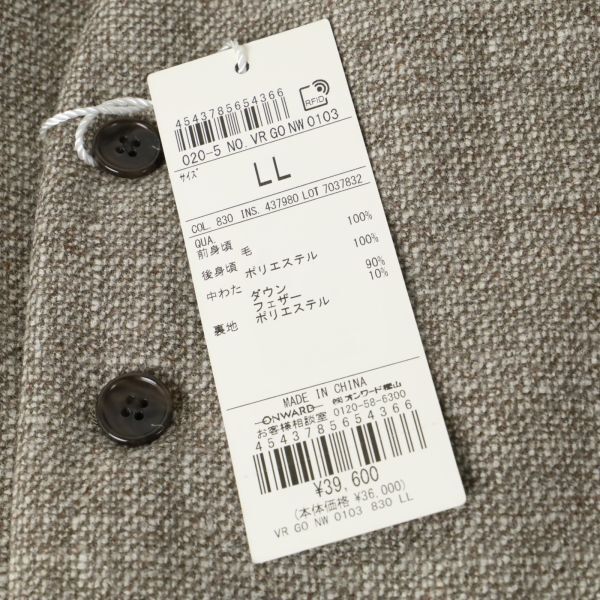 RFID
4543785654366
020-5 NO. VR GO NW 0103
サイズ
LL
COL. 830 INS. 437980 LOT 7037832
QUA.
前身頃 毛 100%
後身頃 ポリエステル 100%
中わた ダウン 90%
フェザー 10%
裏地 ポリエステル
MADE IN CHINA
ONWARD ㈱オンワード樫山
お客様相談室 0120-58-6300
4543785654366
¥39,600
(本体価格 ¥36,000)
VR GO NW 0103 830 LL